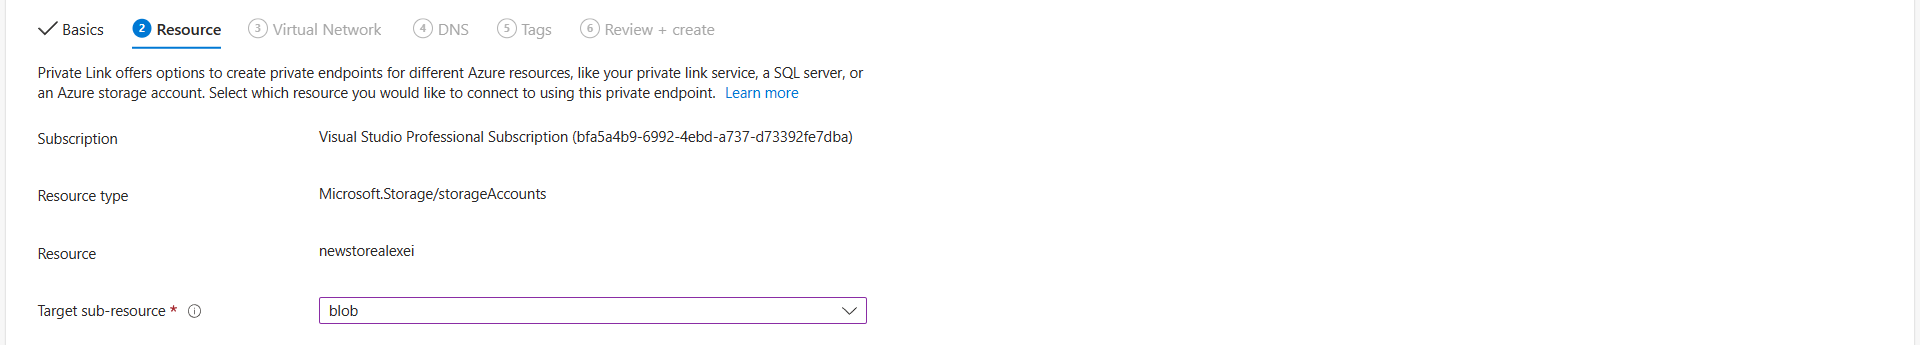 Basics 2 Resource 3 Virtual Network 4 DNS 5 Tags 6 Review + create
Private Link offers options to create private endpoints for different Azure resources, like your private link service, a SQL server, or
an Azure storage account. Select which resource you would like to connect to using this private endpoint. Learn more
Subscription Visual Studio Professional Subscription (bfa5a4b9-6992-4ebd-a737-d73392fe7dba)
Resource type Microsoft.Storage/storageAccounts
Resource newstorealexei
Target sub-resource * blob